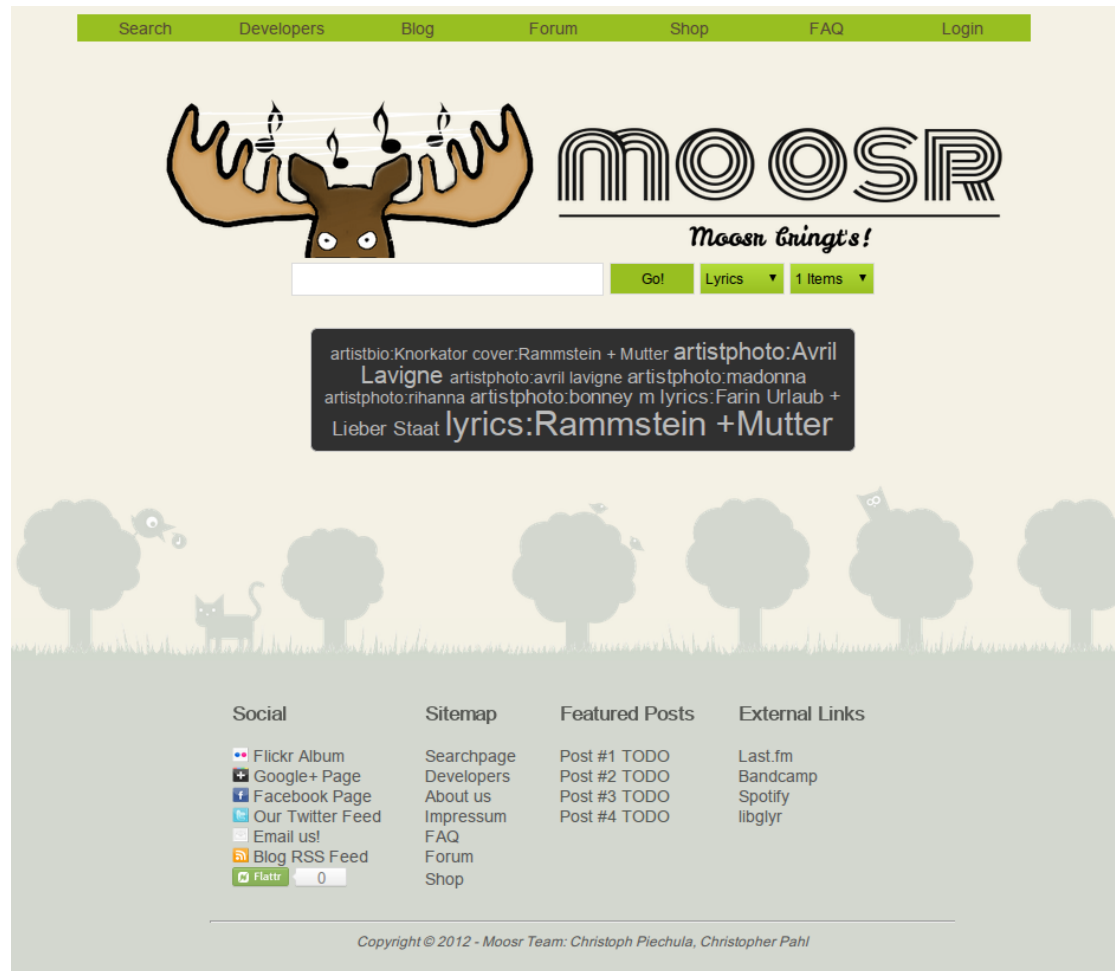 Search Developers Blog Forum Shop FAQ Login
MOOSR
Moosr bringt's!
Go! Lyrics 1 Items
artistbio:Knorkator cover:Rammstein + Mutter artistphoto:Avril
Lavigne artistphoto:avril lavigne artistphoto:madonna
artistphoto:rihanna artistphoto:bonney m lyrics:Farin Urlaub +
Lieber Staat lyrics:Rammstein +Mutter
Social
Flickr Album
Google+ Page
Facebook Page
Our Twitter Feed
Email us!
Blog RSS Feed
Flattr 0
Sitemap
Searchpage
Developers
About us
Impressum
FAQ
Forum
Shop
Featured Posts
Post #1 TODO
Post #2 TODO
Post #3 TODO
Post #4 TODO
External Links
Last.fm
Bandcamp
Spotify
libglyr
Copyright © 2012 - Moosr Team: Christoph Piechula, Christopher Pahl